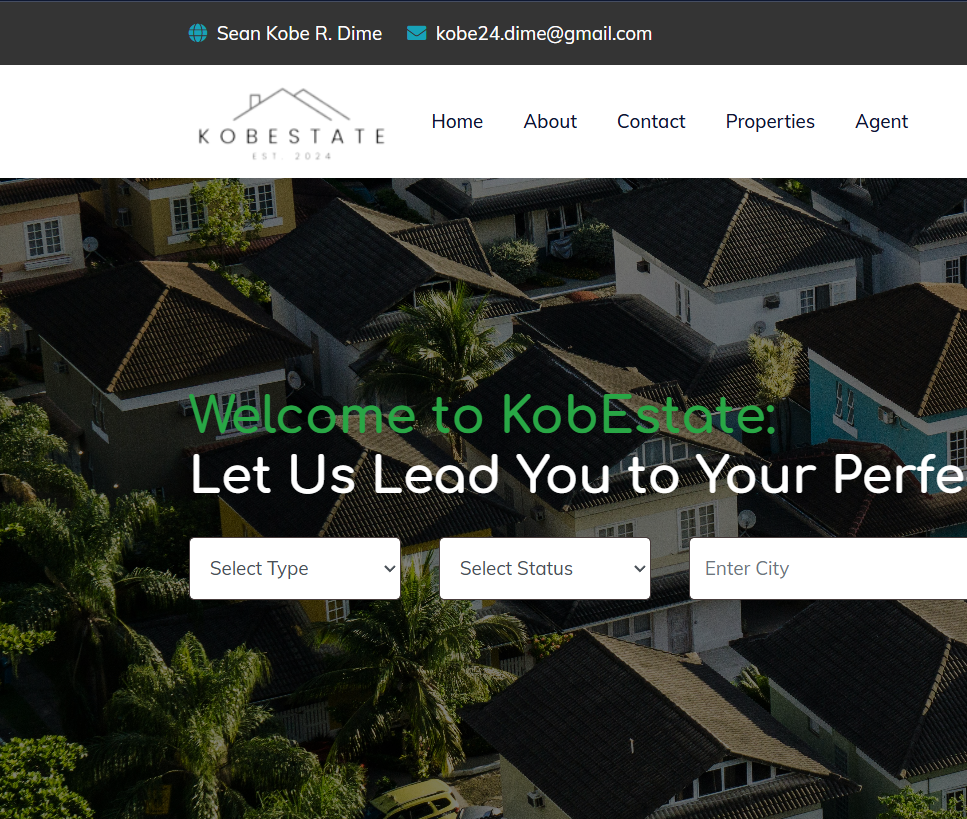 Sean Kobe R. Dime kobe24.dime@gmail.com
KOBESTATE
EST. 2024
Home About Contact Properties Agent
Welcome to KobEstate:
Let Us Lead You to Your Perfe
Select Type Select Status Enter City